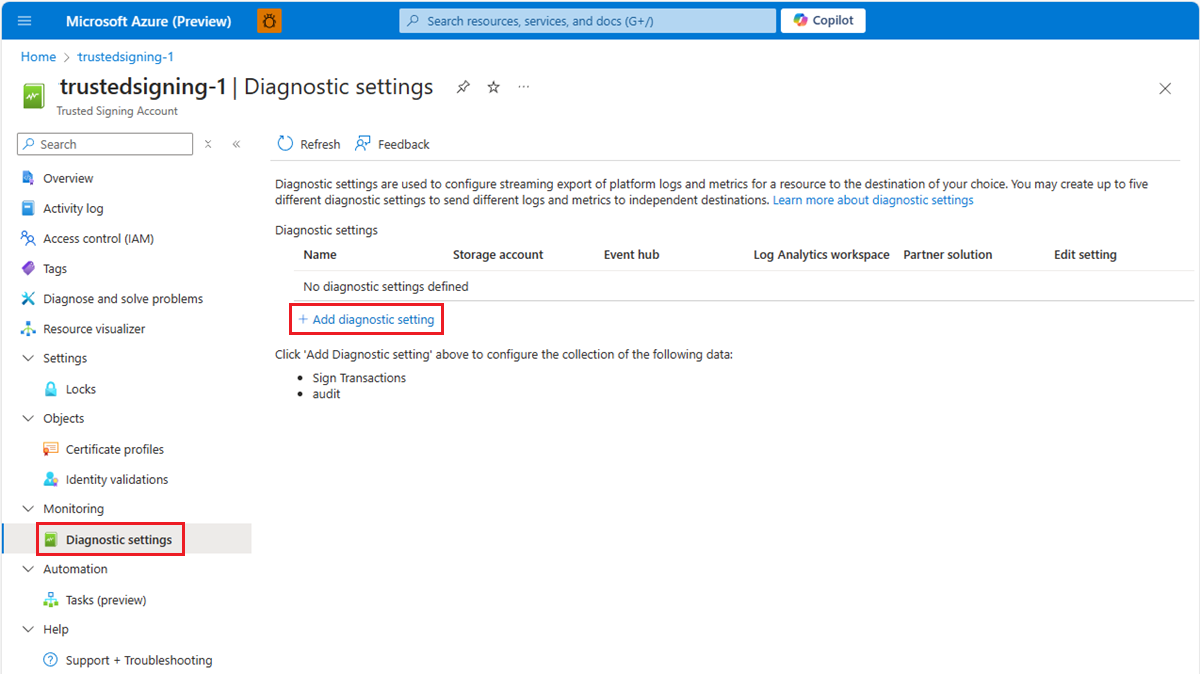 Microsoft Azure (Preview)
Search resources, services, and docs (G+/)
Copilot
Home > trustedsigning-1
trustedsigning-1 | Diagnostic settings
Trusted Signing Account
Search
Refresh
Feedback
Overview
Activity log
Access control (IAM)
Tags
Diagnose and solve problems
Resource visualizer
Settings
Locks
Objects
Certificate profiles
Identity validations
Monitoring
Diagnostic settings
Automation
Tasks (preview)
Help
Support + Troubleshooting
Diagnostic settings are used to configure streaming export of platform logs and metrics for a resource to the destination of your choice. You may create up to five
different diagnostic settings to send different logs and metrics to independent destinations. Learn more about diagnostic settings
Diagnostic settings
Name Storage account Event hub Log Analytics workspace Partner solution Edit setting
No diagnostic settings defined
+ Add diagnostic setting
Click 'Add Diagnostic setting' above to configure the collection of the following data:
• Sign Transactions
• audit